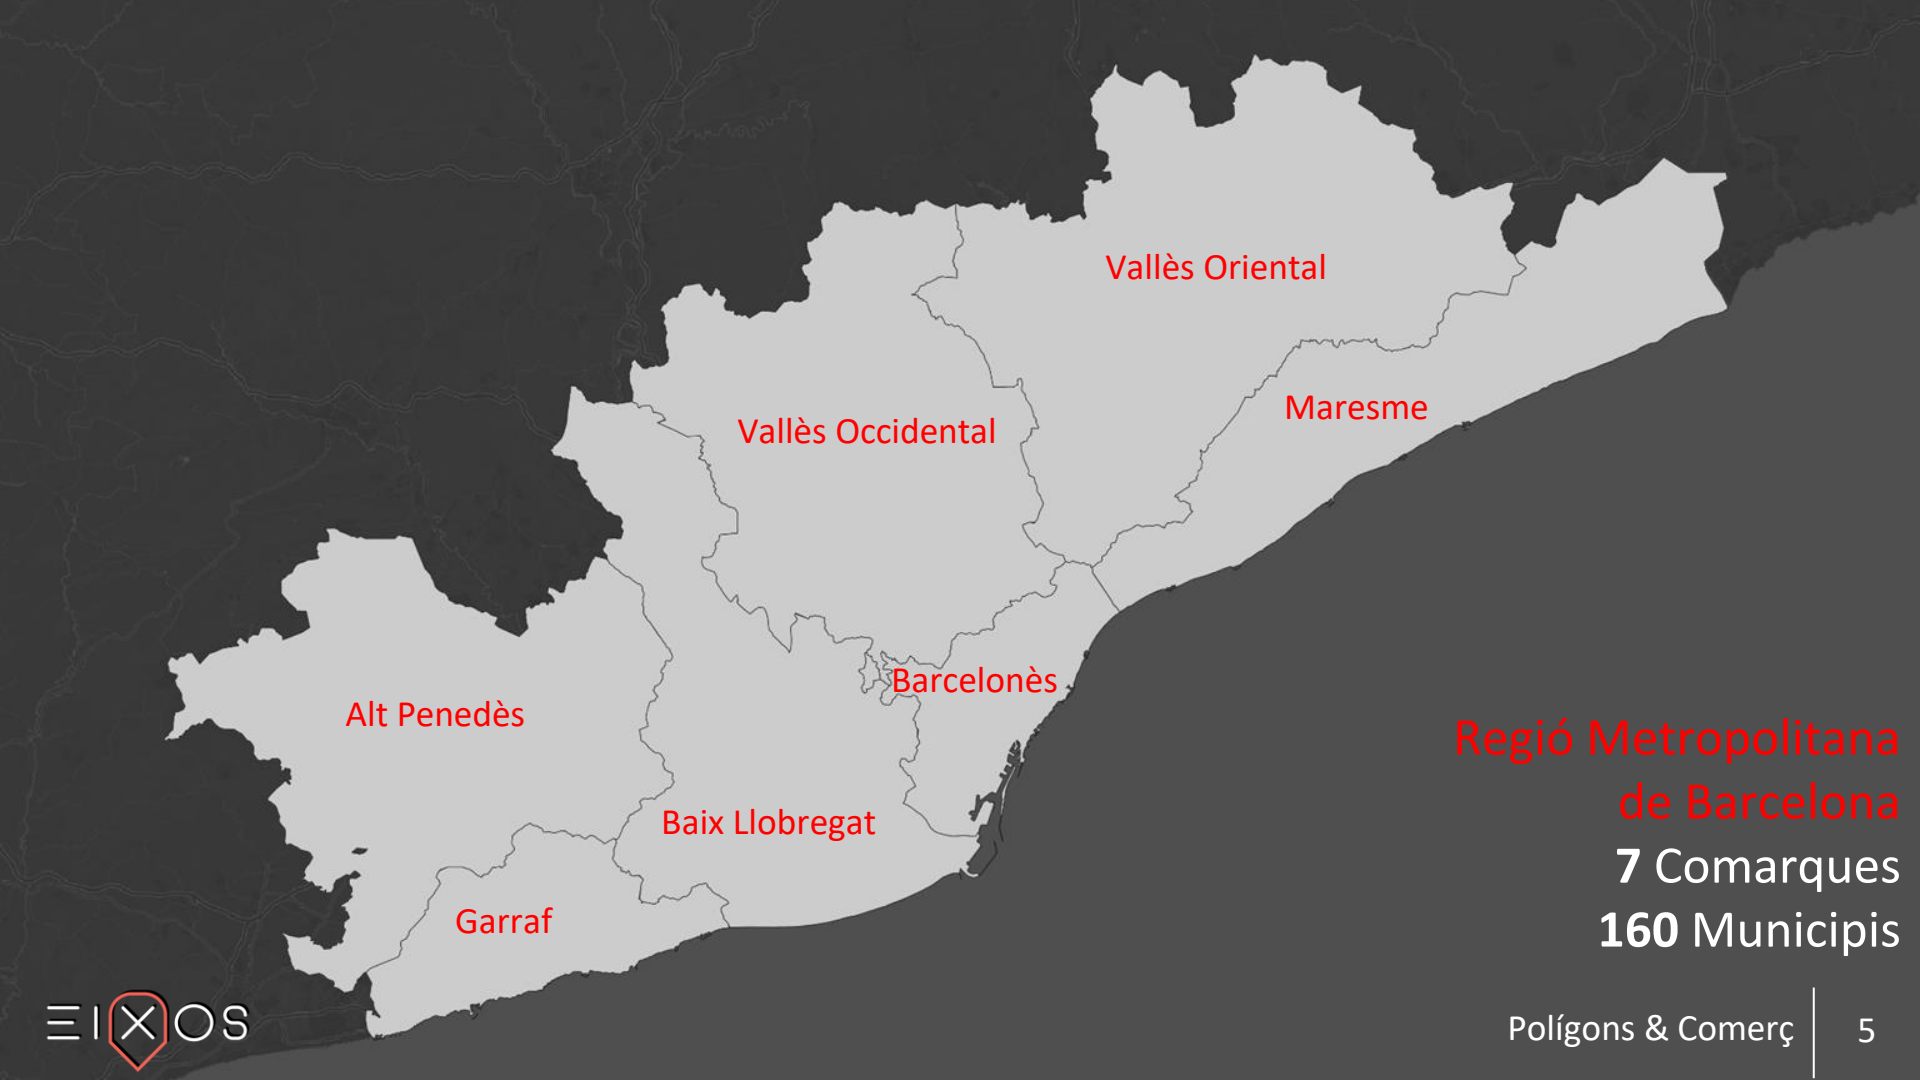 Vallès Oriental
Maresme
Vallès Occidental
Barcelonès
Alt Penedès
Baix Llobregat
Garraf
Regió Metropolitana
de Barcelona
7 Comarques
160 Municipis
EIXOS
Polígons & Comerç
5